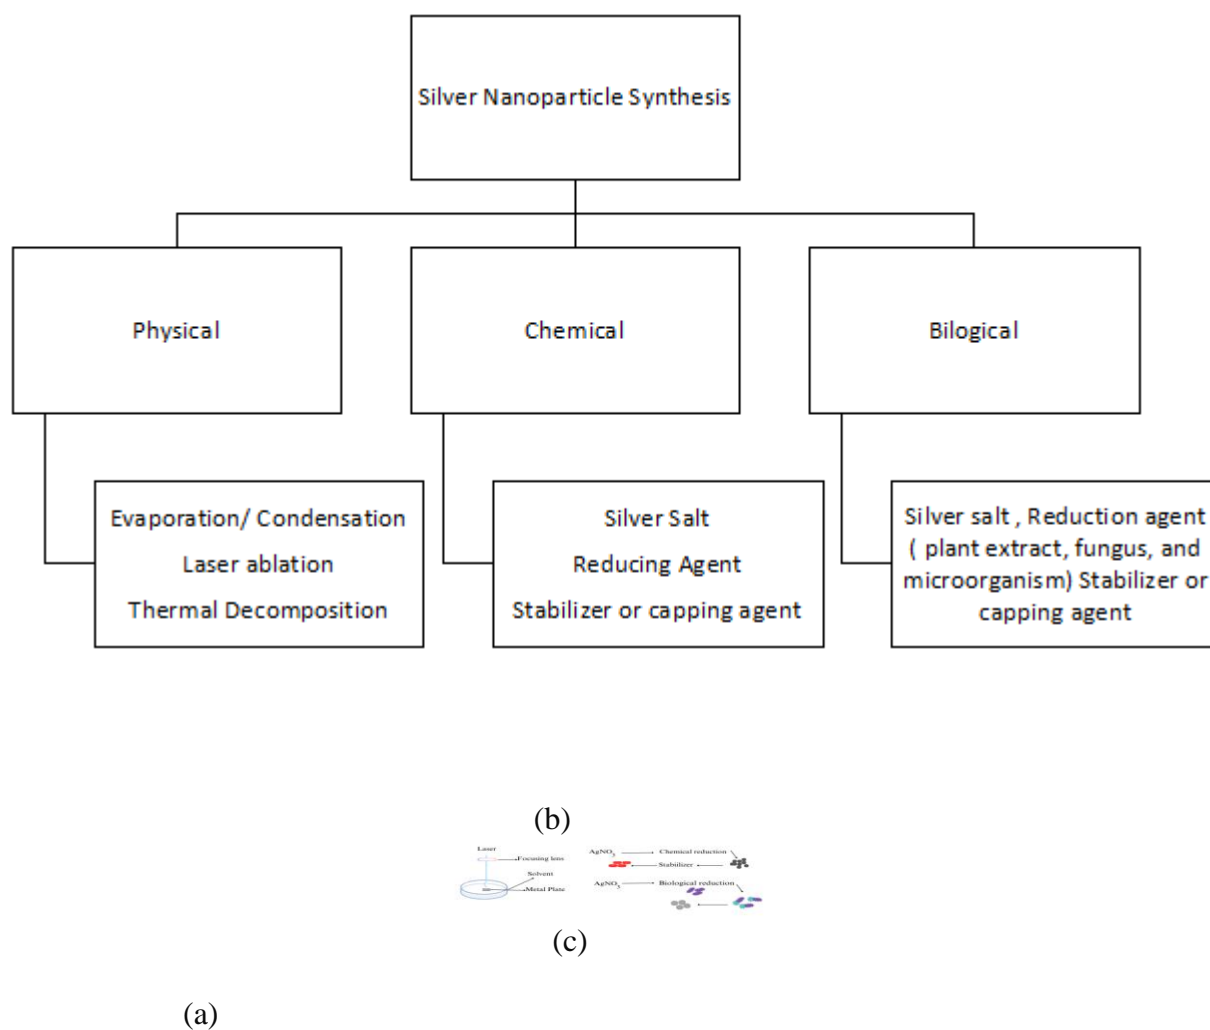 Silver Nanoparticle Synthesis
Physical
Chemical
Bilogical
Evaporation/ Condensation
Laser ablation
Thermal Decomposition
Silver Salt
Reducing Agent
Stabilizer or capping agent
Silver salt , Reduction agent
( plant extract, fungus, and
microorganism) Stabilizer or
capping agent
(b)
Laser
Focusing lens
Solvent
Metal Plate
AgNO3
Chemical reduction
Stabilizer
AgNO3
Biological reduction
(c)
(a)